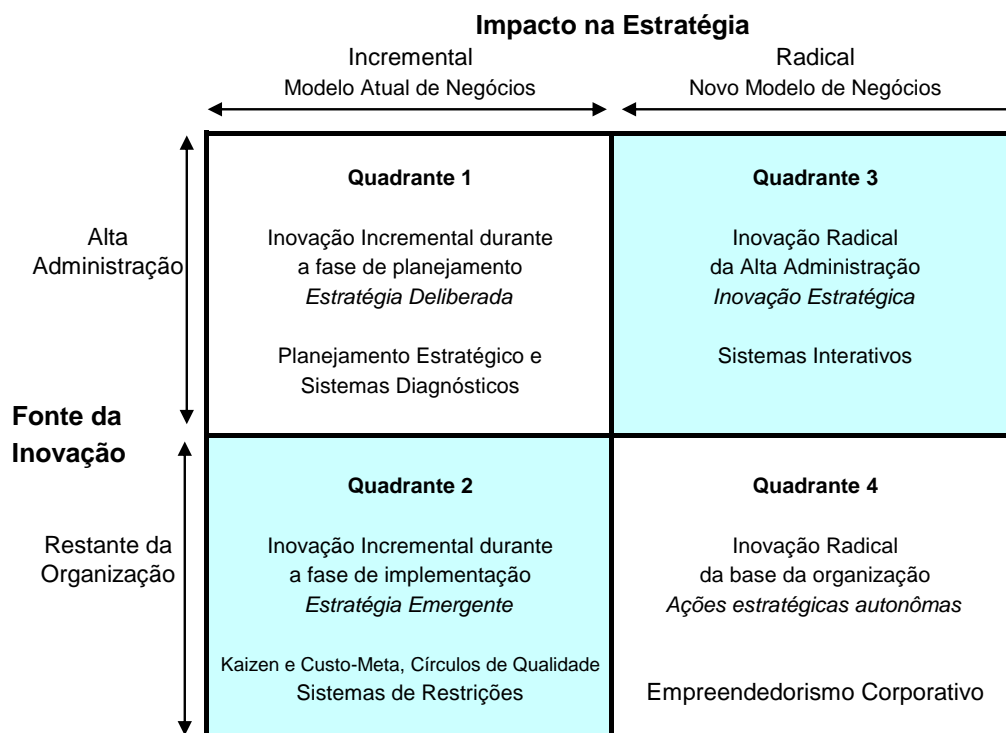 Impacto na Estratégia
Incremental
Modelo Atual de Negócios
Radical
Novo Modelo de Negócios
Alta
Administração
Quadrante 1
Inovação Incremental durante
a fase de planejamento
Estratégia Deliberada
Planejamento Estratégico e
Sistemas Diagnósticos
Quadrante 3
Inovação Radical
da Alta Administração
Inovação Estratégica
Sistemas Interativos
Fonte da
Inovação
Restante da
Organização
Quadrante 2
Inovação Incremental durante
a fase de implementação
Estratégia Emergente
Kaizen e Custo-Meta, Círculos de Qualidade
Sistemas de Restrições
Quadrante 4
Inovação Radical
da base da organização
Ações estratégicas autonômas
Empreendedorismo Corporativo